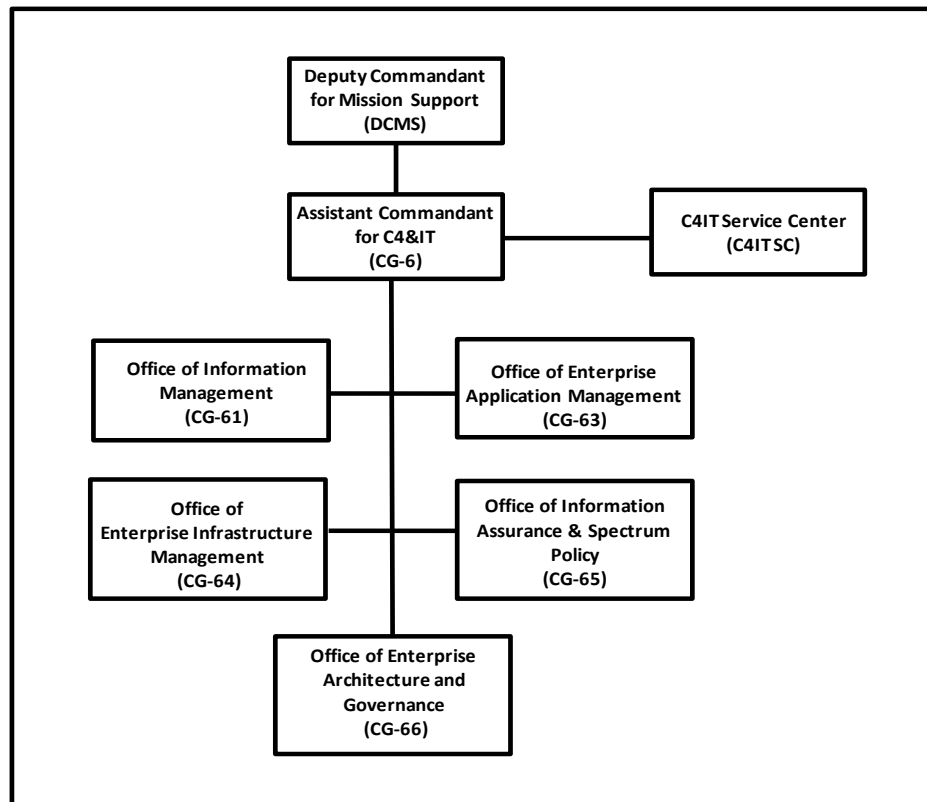 Deputy Commandant
for Mission Support
(DCMS)
Assistant Commandant
for C4&IT
(CG-6)
C4IT Service Center
(C4IT SC)
Office of Information
Management
(CG-61)
Office of Enterprise
Application Management
(CG-63)
Office of
Enterprise Infrastructure
Management
(CG-64)
Office of Information
Assurance & Spectrum
Policy
(CG-65)
Office of Enterprise
Architecture and
Governance
(CG-66)